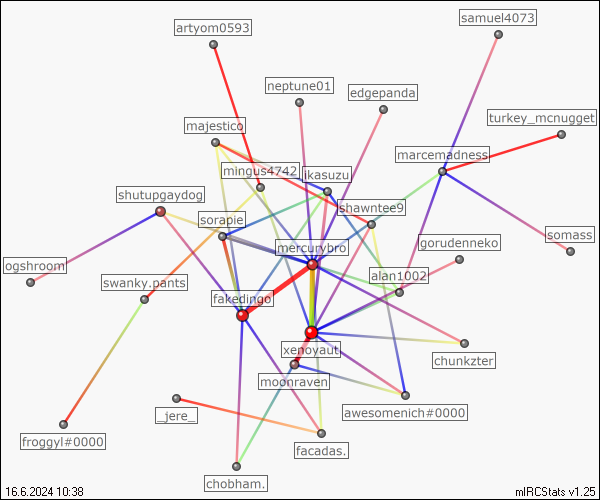 samuel4073
artyom0593
neptune01
edgepanda
turkey_mcnugget
majestico
marcemadness
mingus4742
ikasuzu
shutupgaydog
shawntee9
sorapie
mercurybro
gorudenneko
somass
ogshroom
alan1002
swanky.pants
fakedingo
xenoyaut
chunkzter
moonraven
_jere_
awesomenich#0000
froggyl#0000
facadas.
chobham.
16.6.2024 10:38
mIRCStats v1.25